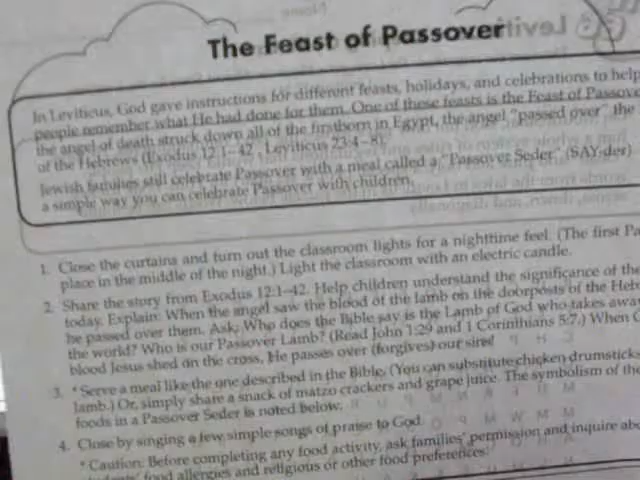 The Feast of Passover
In Leviticus, God gave instructions for different feasts, holidays, and celebrations to help
people remember what He had done for them. One of these feasts is the Feast of Passove
the angel of death struck down all of the firstborn in Egypt, the angel "passed over" the
of the Hebrews (Exodus 12:1–42, Leviticus 23:4–8).
Jewish families still celebrate Passover with a meal called a "Passover Seder" (SAY-der)
a simple way you can celebrate Passover with children.
1. Close the curtains and turn out the classroom lights for a nighttime feel. (The first Pa
place in the middle of the night.) Light the classroom with an electric candle.
2. Share the story from Exodus 12:1–42. Help children understand the significance of the
today. Explain: When the angel saw the blood of the lamb on the doorposts of the Heb
he passed over them. Ask: Who does the Bible say is the Lamb of God who takes awa
the world? Who is our Passover Lamb? (Read John 1:29 and 1 Corinthians 5:7.) When G
blood Jesus shed on the cross, He passes over (forgives) our sins!
3. *Serve a meal like the one described in the Bible. (You can substitute chicken drumsticks
lamb.) Or, simply share a snack of matzo crackers and grape juice. The symbolism of the
foods in a Passover Seder is noted below.
4. Close by singing a few simple songs of praise to God.
*Caution: Before completing any food activity, ask families' permission and inquire abo
food allergies and religious or other food preferences.